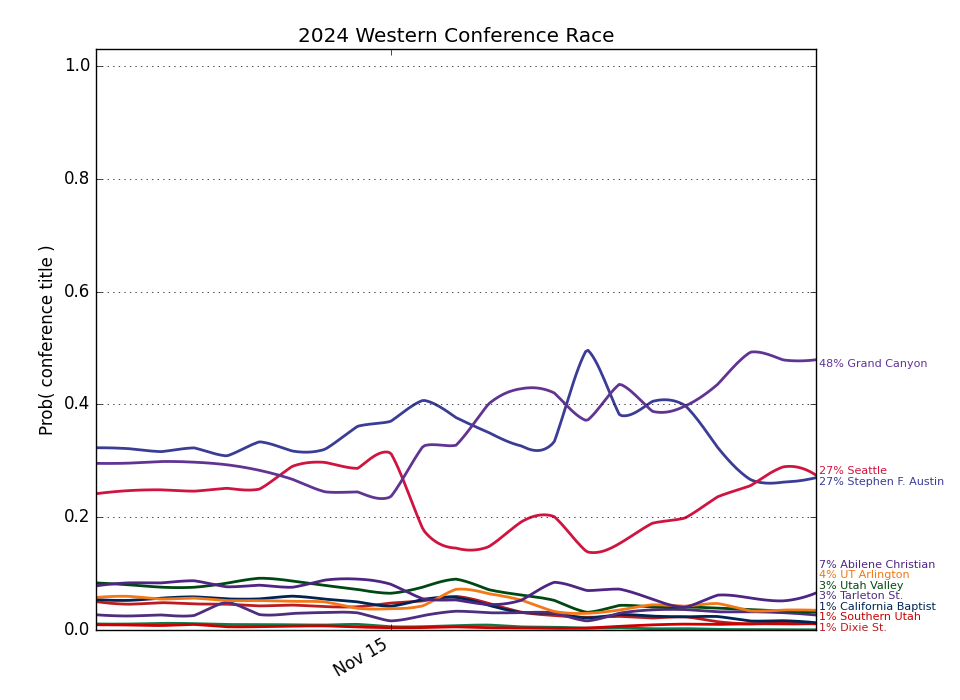 2024 Western Conference Race
Prob( conference title )
1.0
0.8
0.6
0.4
0.2
0.0
Nov 15
48% Grand Canyon
27% Seattle
27% Stephen F. Austin
7% Abilene Christian
4% UT Arlington
3% Utah Valley
3% Tarleton St.
1% California Baptist
1% Southern Utah
1% Dixie St.